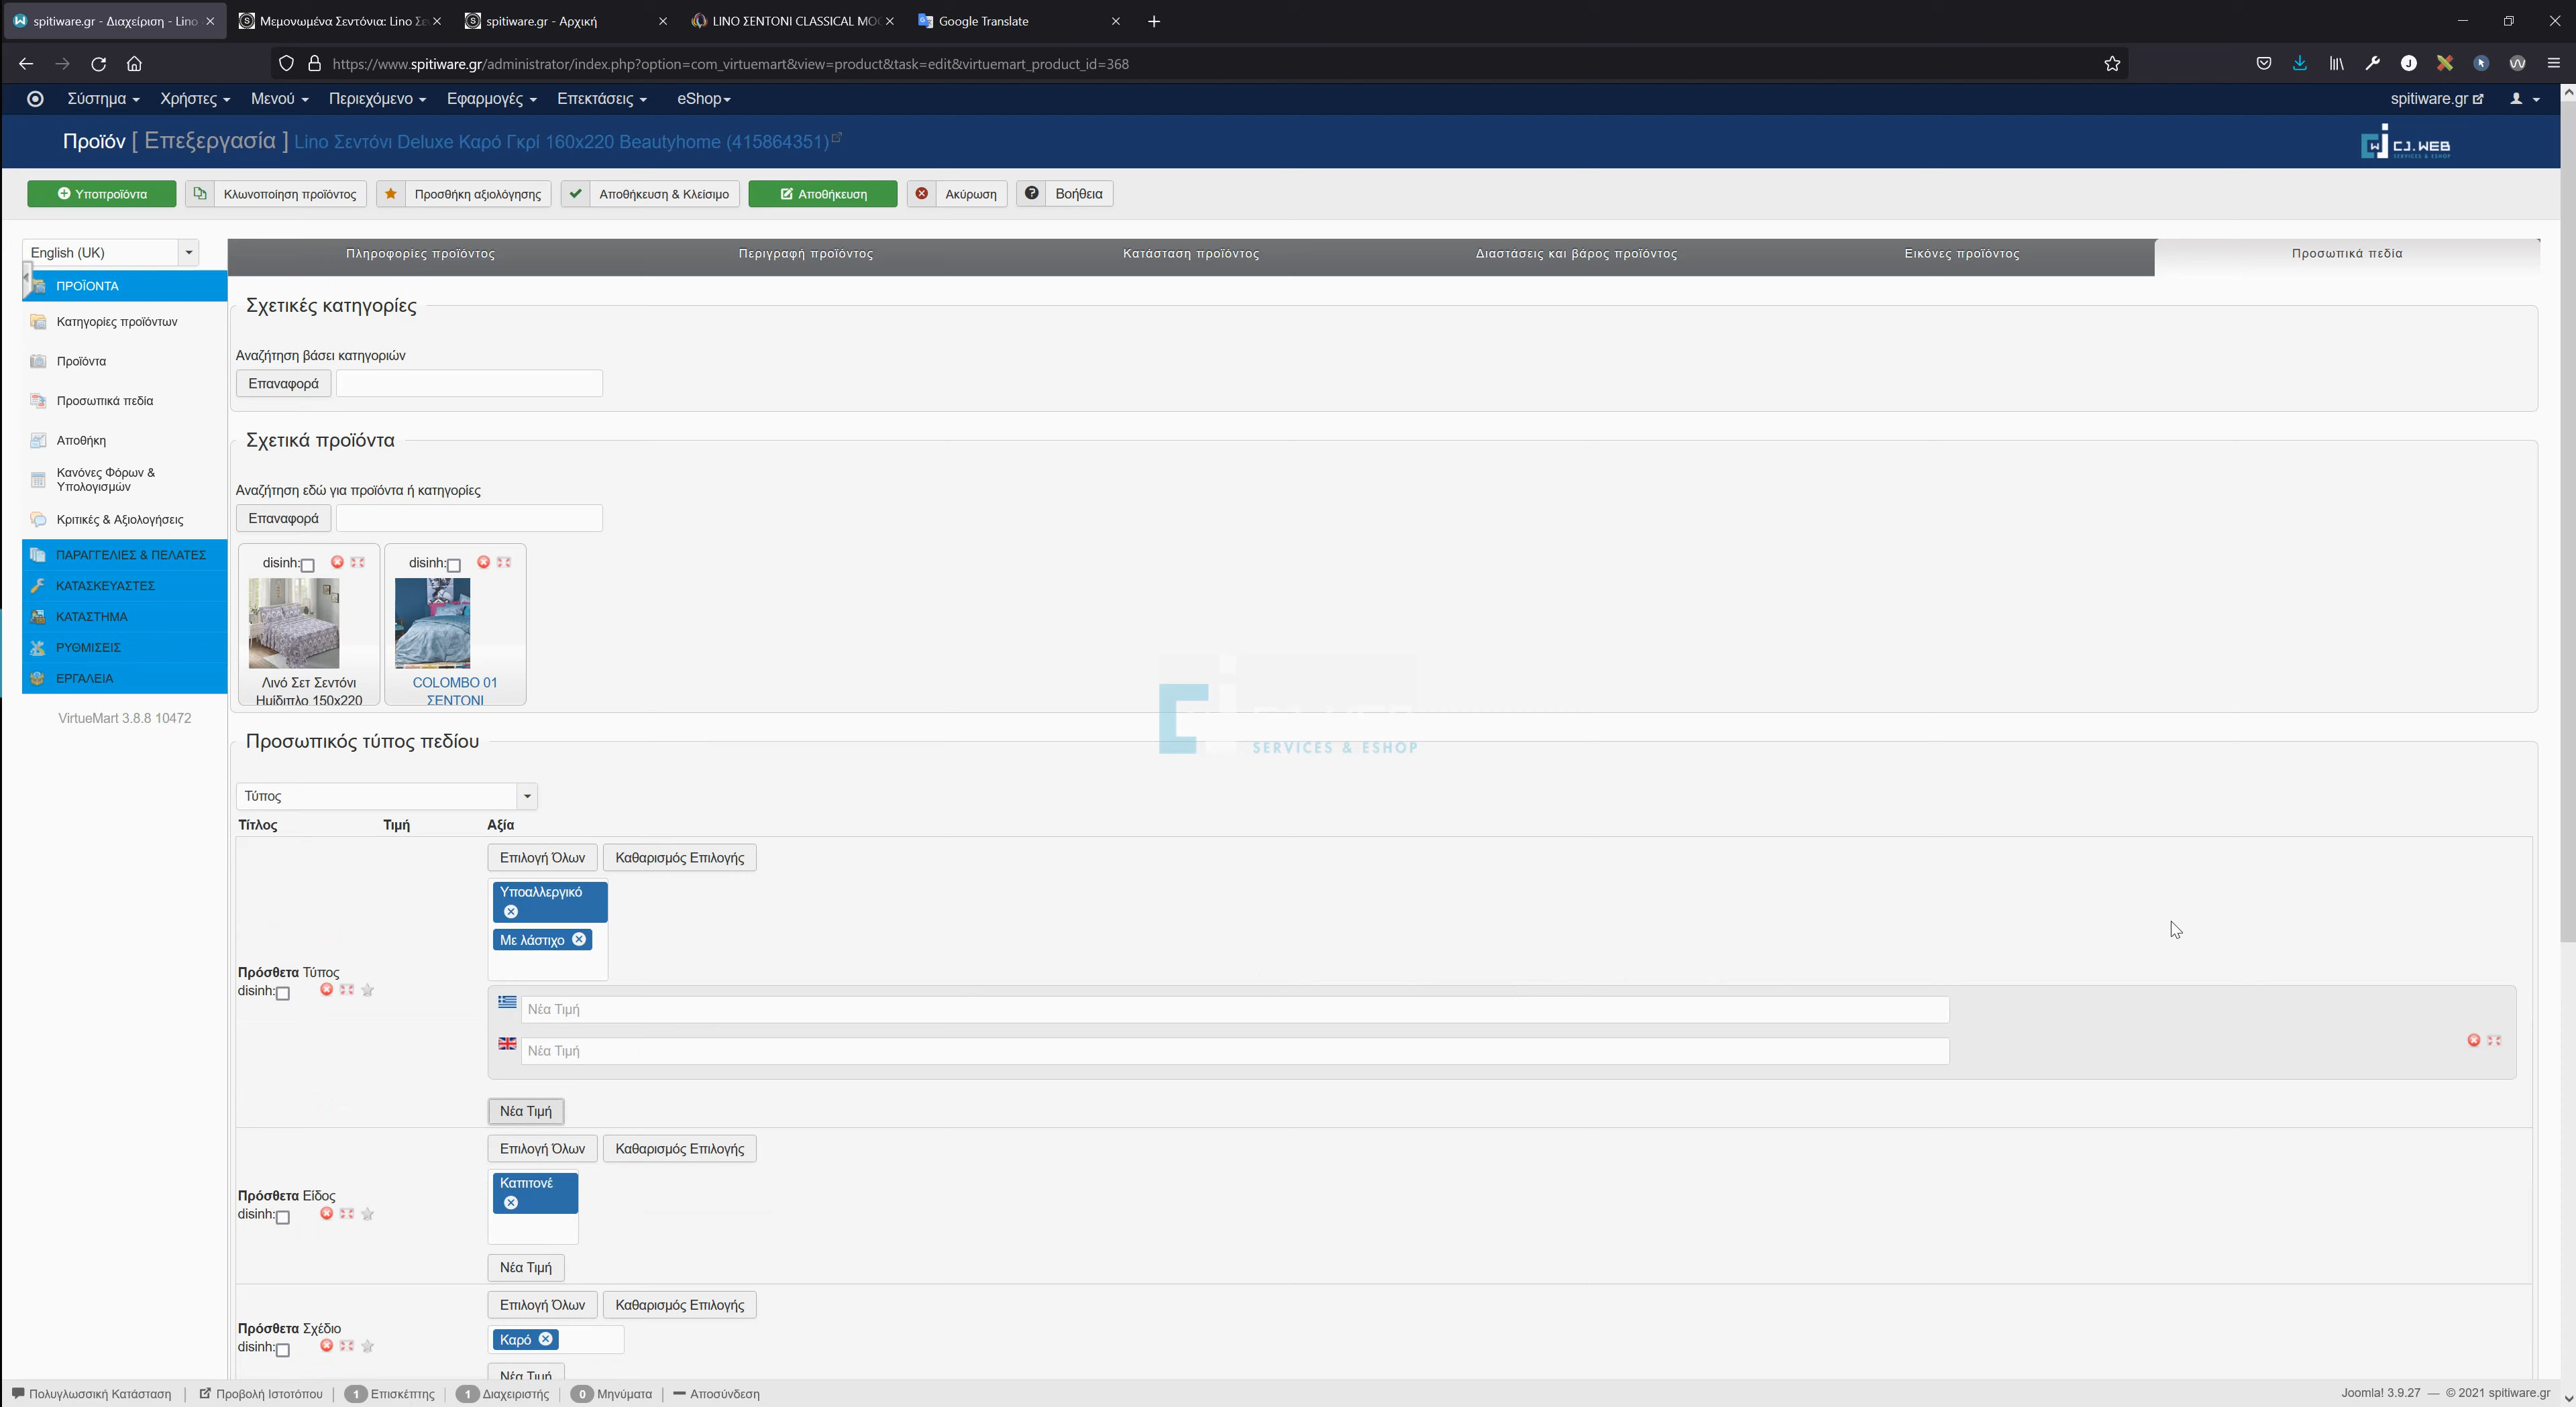 spitiware.gr - Διαχείριση - Lino
Μεμονωμένα Σεντόνια: Lino Σε
spitiware.gr - Αρχική
LINO ΣΕΝΤΟΝΙ CLASSICAL MO
Google Translate
https://www.spitiware.gr/administrator/index.php?option=com_virtuemart&view=product&task=edit&virtuemart_product_id=368
Σύστημα Χρήστες Μενού Περιεχόμενο Εφαρμογές Επεκτάσεις eShop
spitiware.gr
Προϊόν [ Επεξεργασία ] Lino Σεντόνι Deluxe Καρό Γκρί 160x220 Beautyhome (415864351)
CJ.WEB
SERVICES & ESHOP
Υποπροϊόντα
Κλωνοποίηση προϊόντος
Προσθήκη αξιολόγησης
Αποθήκευση & Κλείσιμο
Αποθήκευση
Ακύρωση
Βοήθεια
English (UK)
Πληροφορίες προϊόντος
Περιγραφή προϊόντος
Κατάσταση προϊόντος
Διαστάσεις και βάρος προϊόντος
Εικόνες προϊόντος
Προσωπικά πεδία
ΠΡΟΪΟΝΤΑ
Κατηγορίες προϊόντων
Προϊόντα
Προσωπικά πεδία
Αποθήκη
Κανόνες Φόρων &
Υπολογισμών
Κριτικές & Αξιολογήσεις
ΠΑΡΑΓΓΕΛΙΕΣ & ΠΕΛΑΤΕΣ
ΚΑΤΑΣΚΕΥΑΣΤΕΣ
ΚΑΤΑΣΤΗΜΑ
ΡΥΘΜΙΣΕΙΣ
ΕΡΓΑΛΕΙΑ
VirtueMart 3.8.8 10472
Σχετικές κατηγορίες
Αναζήτηση βάσει κατηγοριών
Επαναφορά
Σχετικά προϊόντα
Αναζήτηση εδώ για προϊόντα ή κατηγορίες
Επαναφορά
disinh:
disinh:
Λινό Σετ Σεντόνι
Ημίδιπλο 150x220
COLOMBO 01
ΣΕΝΤΟΝΙ
SERVICES & ESHOP
Προσωπικός τύπος πεδίου
Τύπος
Τίτλος Τιμή Αξία
Επιλογή Όλων
Καθαρισμός Επιλογής
Υποαλλεργικό
Με λάστιχο
Πρόσθετα Τύπος
disinh:
Νέα Τιμή
Νέα Τιμή
Νέα Τιμή
Επιλογή Όλων
Καθαρισμός Επιλογής
Καπιτονέ
Πρόσθετα Είδος
disinh:
Νέα Τιμή
Επιλογή Όλων
Καθαρισμός Επιλογής
Πρόσθετα Σχέδιο
disinh:
Καρό
Νέα Τιμή
Πολυγλωσσική Κατάσταση
Προβολή Ιστοτόπου
1 Επισκέπτης
1 Διαχειριστής
0 Μηνύματα
Αποσύνδεση
Joomla! 3.9.27 — © 2021 spitiware.gr